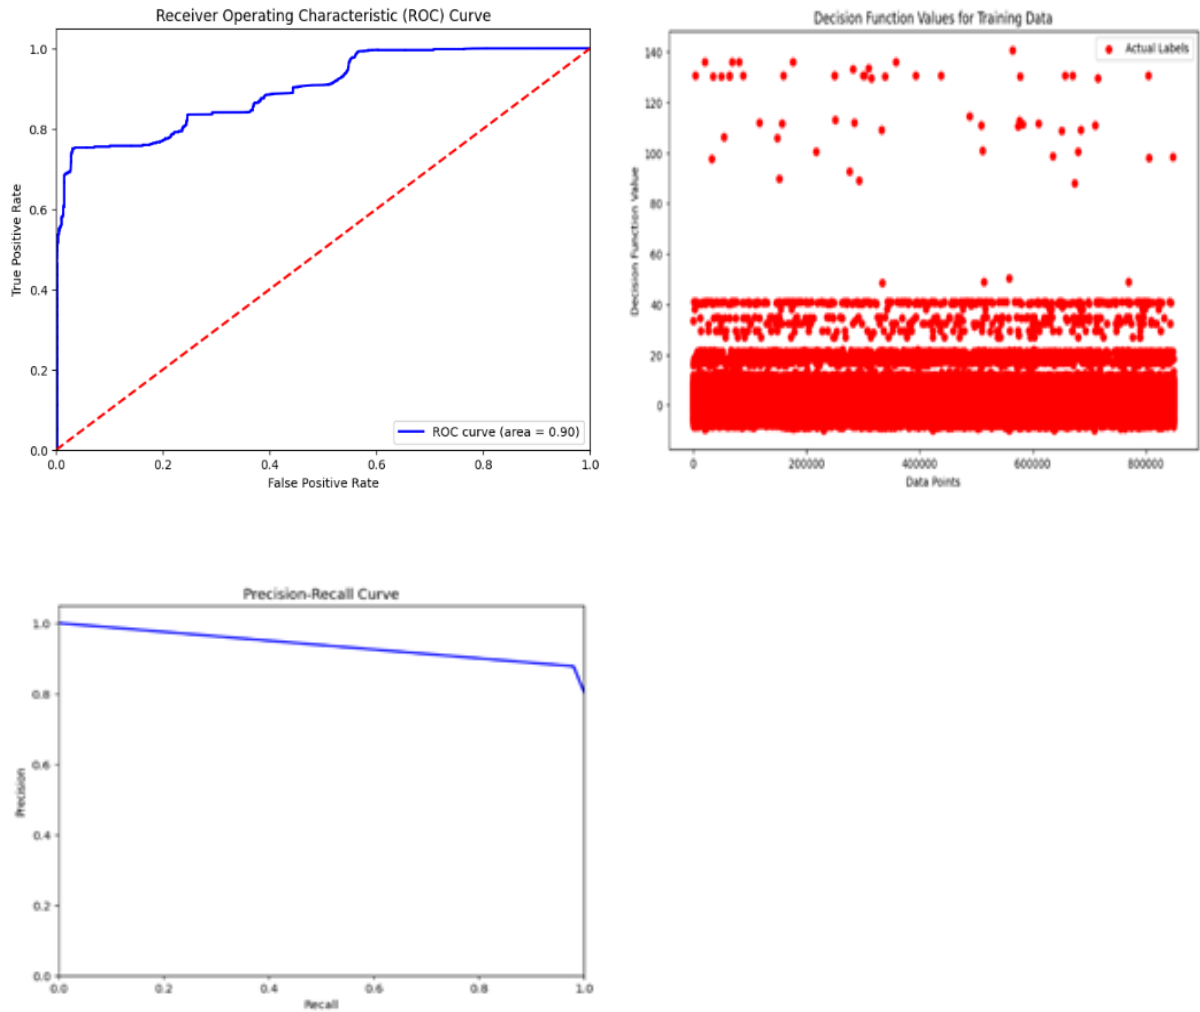 Receiver Operating Characteristic (ROC) Curve
1.0
0.8
0.6
0.4
0.2
0.0
True Positive Rate
0.0 0.2 0.4 0.6 0.8 1.0
False Positive Rate
ROC curve (area = 0.90)
Decision Function Values for Training Data
140
120
100
80
60
40
20
0
Decision Function Value
Actual Labels
0 200000 400000 600000 800000
Data Points
Precision-Recall Curve
1.0
0.8
0.6
0.4
0.2
0.0
Precision
0.0 0.2 0.4 0.6 0.8 1.0
Recall